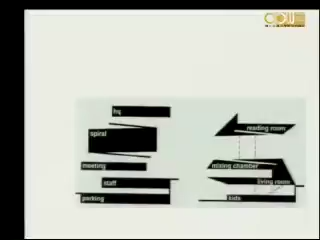 hq
spiral
meeting
staff
parking
reading room
mixing chamber
living room
kids